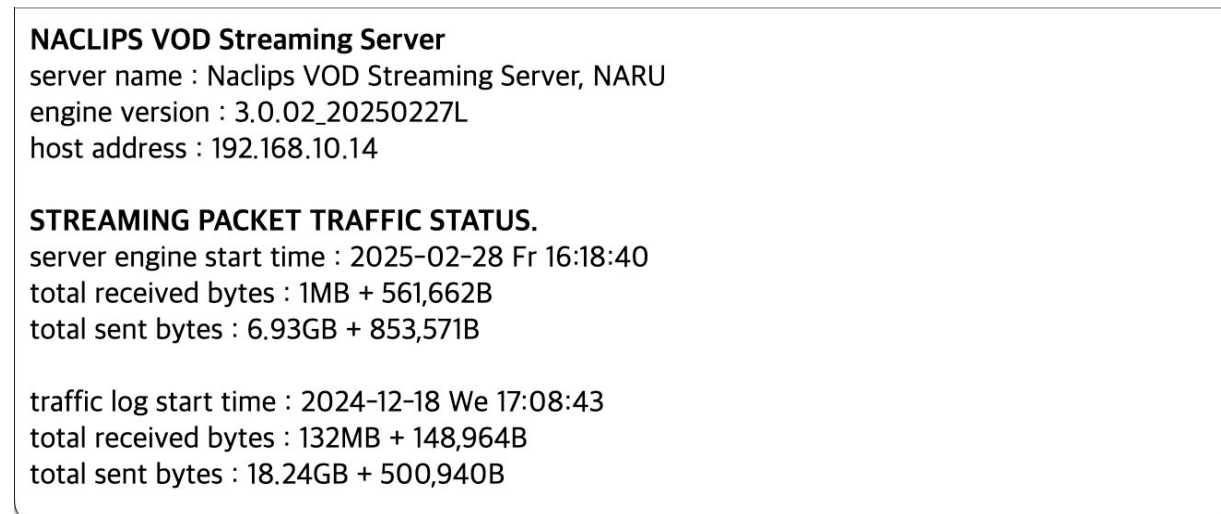 NACLIPS VOD Streaming Server
server name : Naclips VOD Streaming Server, NARU
engine version : 3.0.02_20250227L
host address : 192.168.10.14
STREAMING PACKET TRAFFIC STATUS.
server engine start time : 2025-02-28 Fr 16:18:40
total received bytes : 1MB + 561,662B
total sent bytes : 6.93GB + 853,571B
traffic log start time : 2024-12-18 We 17:08:43
total received bytes : 132MB + 148,964B
total sent bytes : 18.24GB + 500,940B